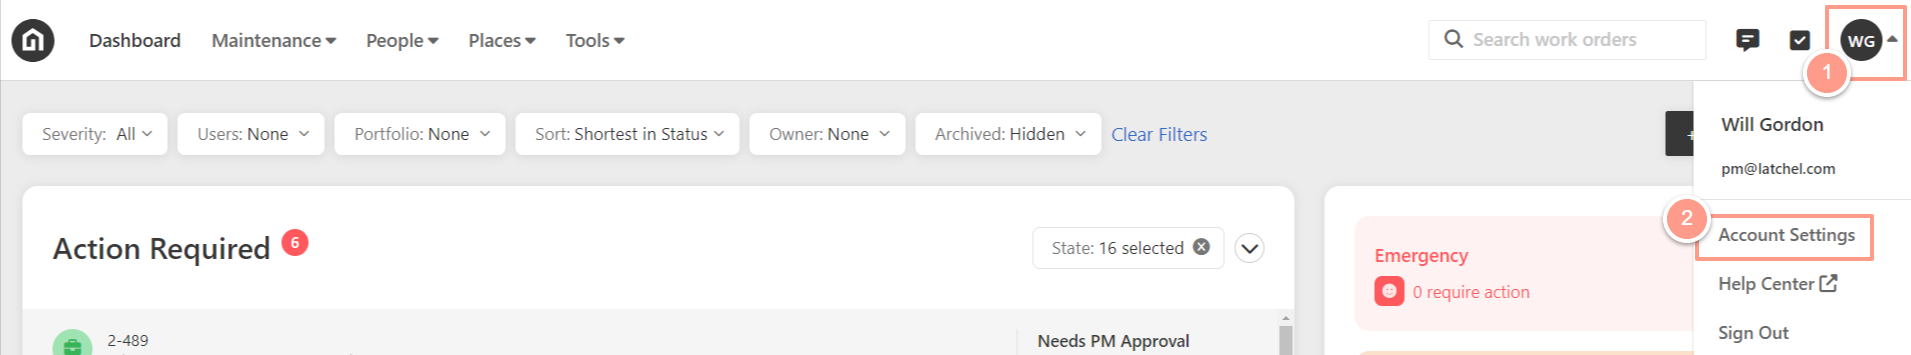 Dashboard Maintenance People Places Tools Search work orders WG
1
Severity: All Users: None Portfolio: None Sort: Shortest in Status Owner: None Archived: Hidden Clear Filters +
Will Gordon
pm@latchel.com
2
Account Settings
Help Center
Sign Out
Action Required 6 State: 16 selected
2-489 Needs PM Approval
Emergency
0 require action